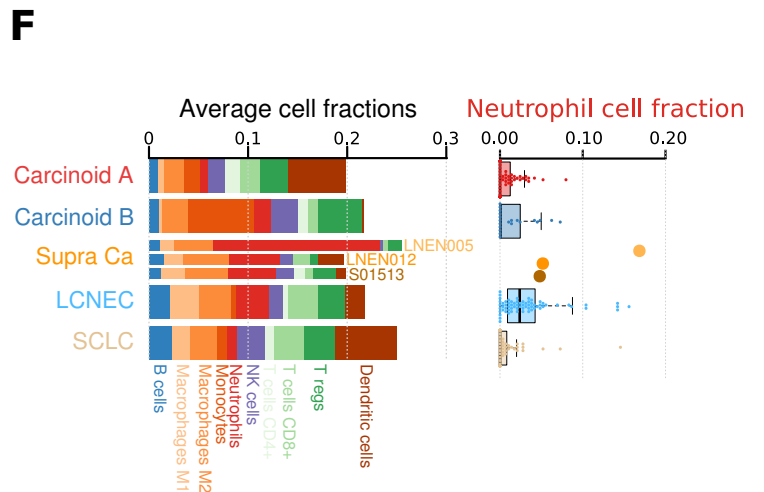 F
Average cell fractions
Neutrophil cell fraction
0 0.1 0.2 0.3
0.00 0.10 0.20
Carcinoid A
Carcinoid B
Supra Ca
LNEN005
LNEN012
S01513
LCNEC
SCLC
B cells
Macrophages M1
Macrophages M2
Monocytes
Neutrophils
NK cells
T cells CD4+
T cells CD8+
T regs
Dendritic cells